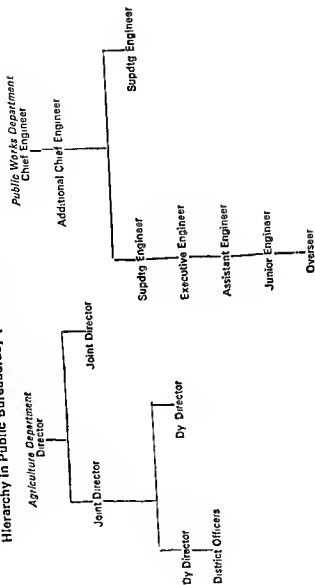 Hierarchy in Public Bureaucracy (
Agriculture Department
Director
Joint Director
Joint Director
Dy Director
Dy Director
District Officers
Public Works Department
Chief Engineer
Additional Chief Engineer
Supdtg Engineer
Supdtg Engineer
Executive Engineer
Assistant Engineer
Junior Engineer
Overseer